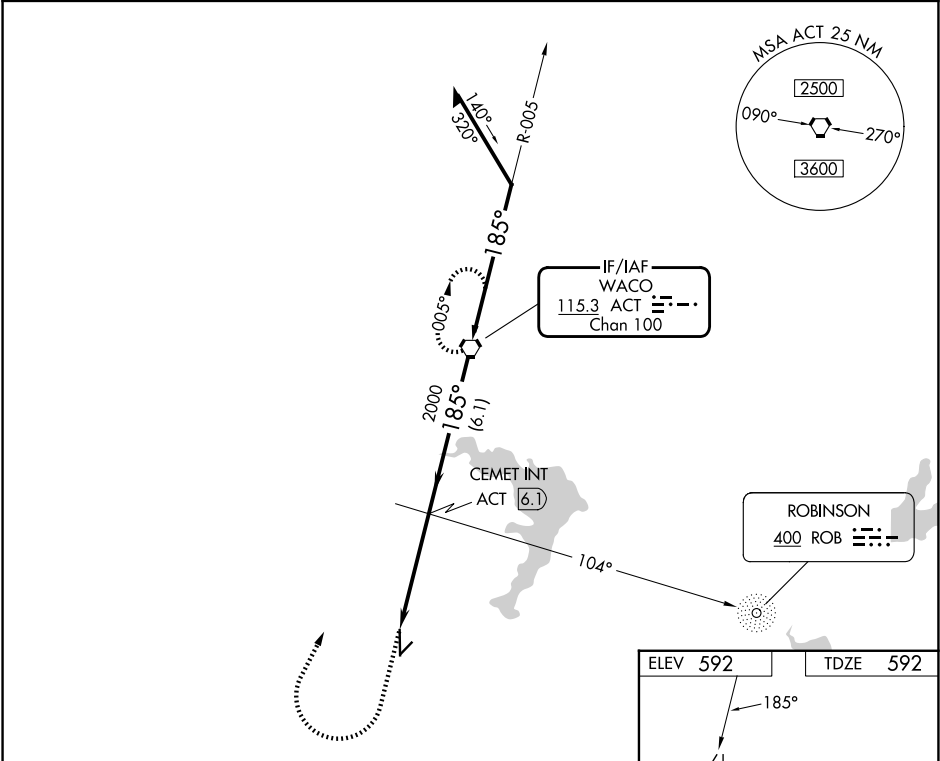 MSA ACT 25 NM
2500
090°
270°
3600
R-005
140°
320°
185°
005°
IF/IAF
WACO
115.3 ACT
Chan 100
2000
185°
(6.1)
CEMET INT
ACT 6.1
104°
ROBINSON
400 ROB
ELEV 592
TDZE 592
185°